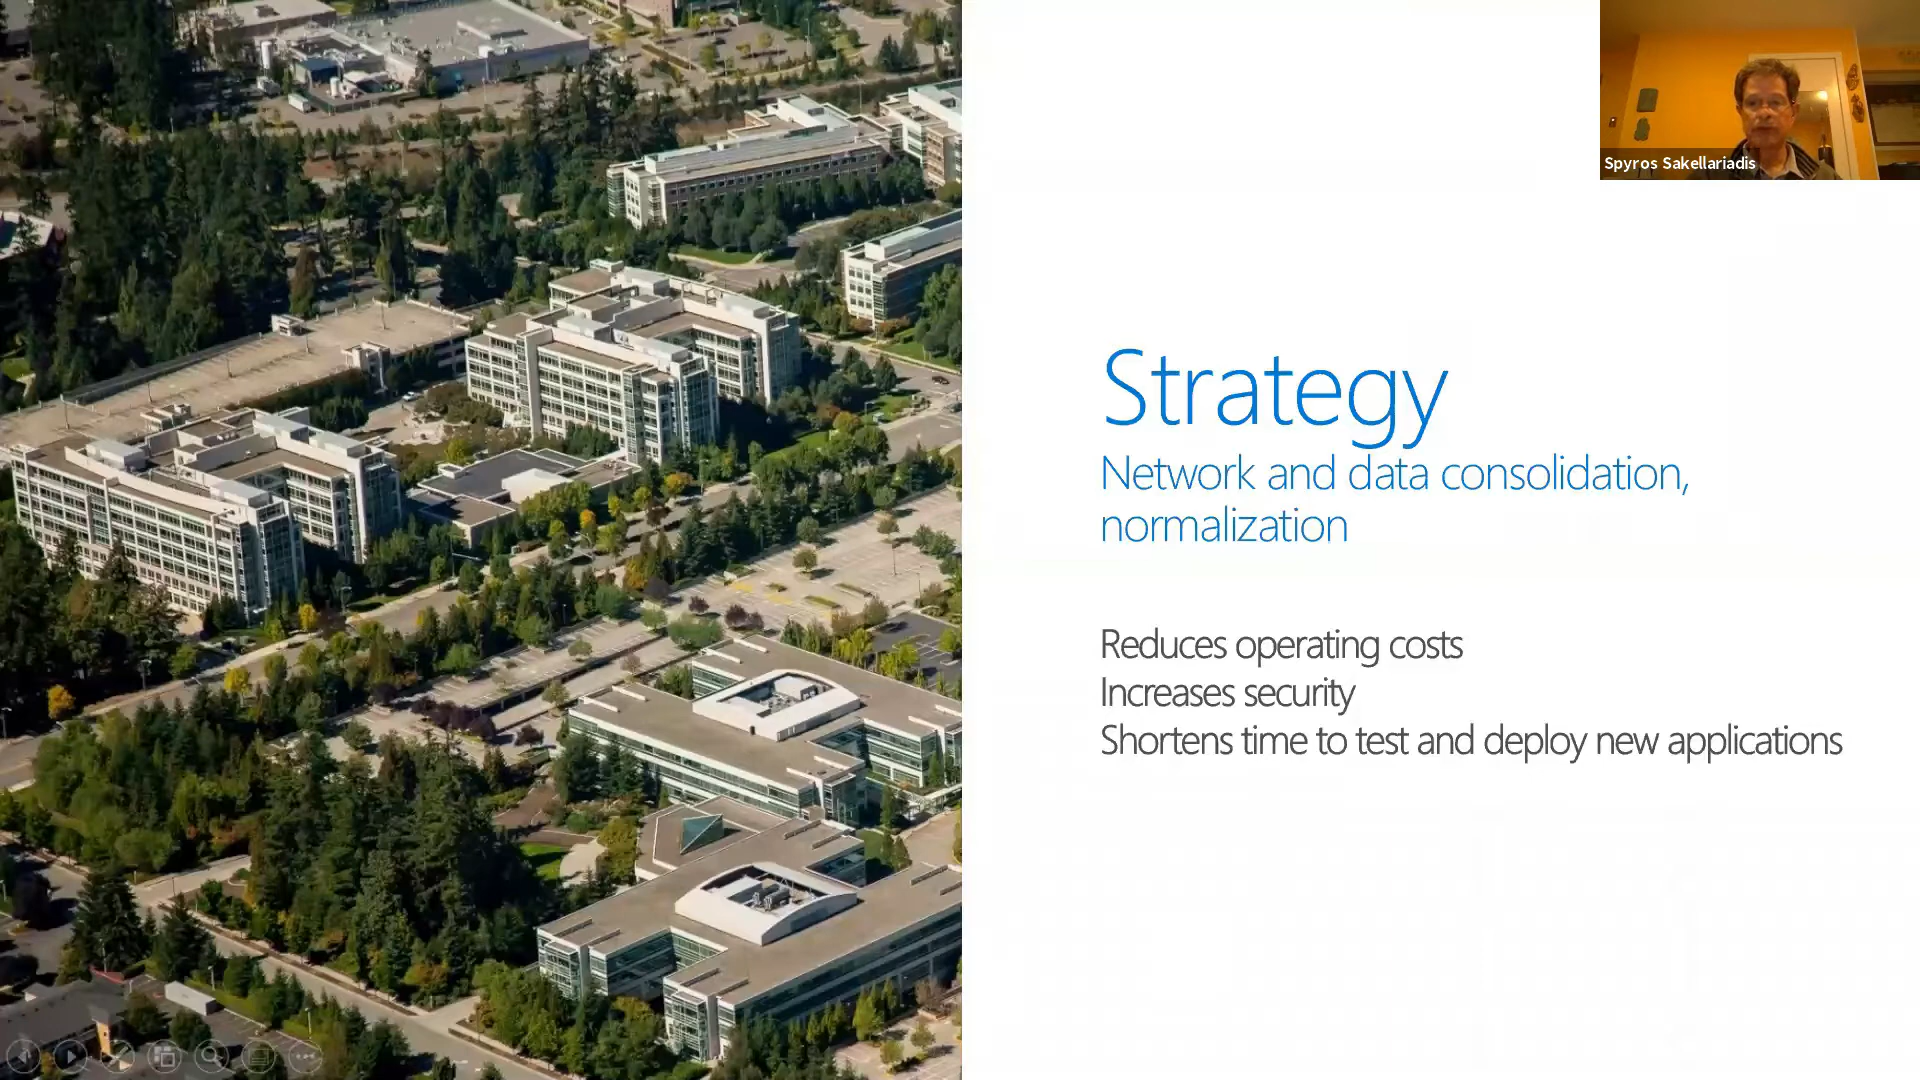 Spyros Sakellariadis
Strategy
Network and data consolidation,
normalization
Reduces operating costs
Increases security
Shortens time to test and deploy new applications